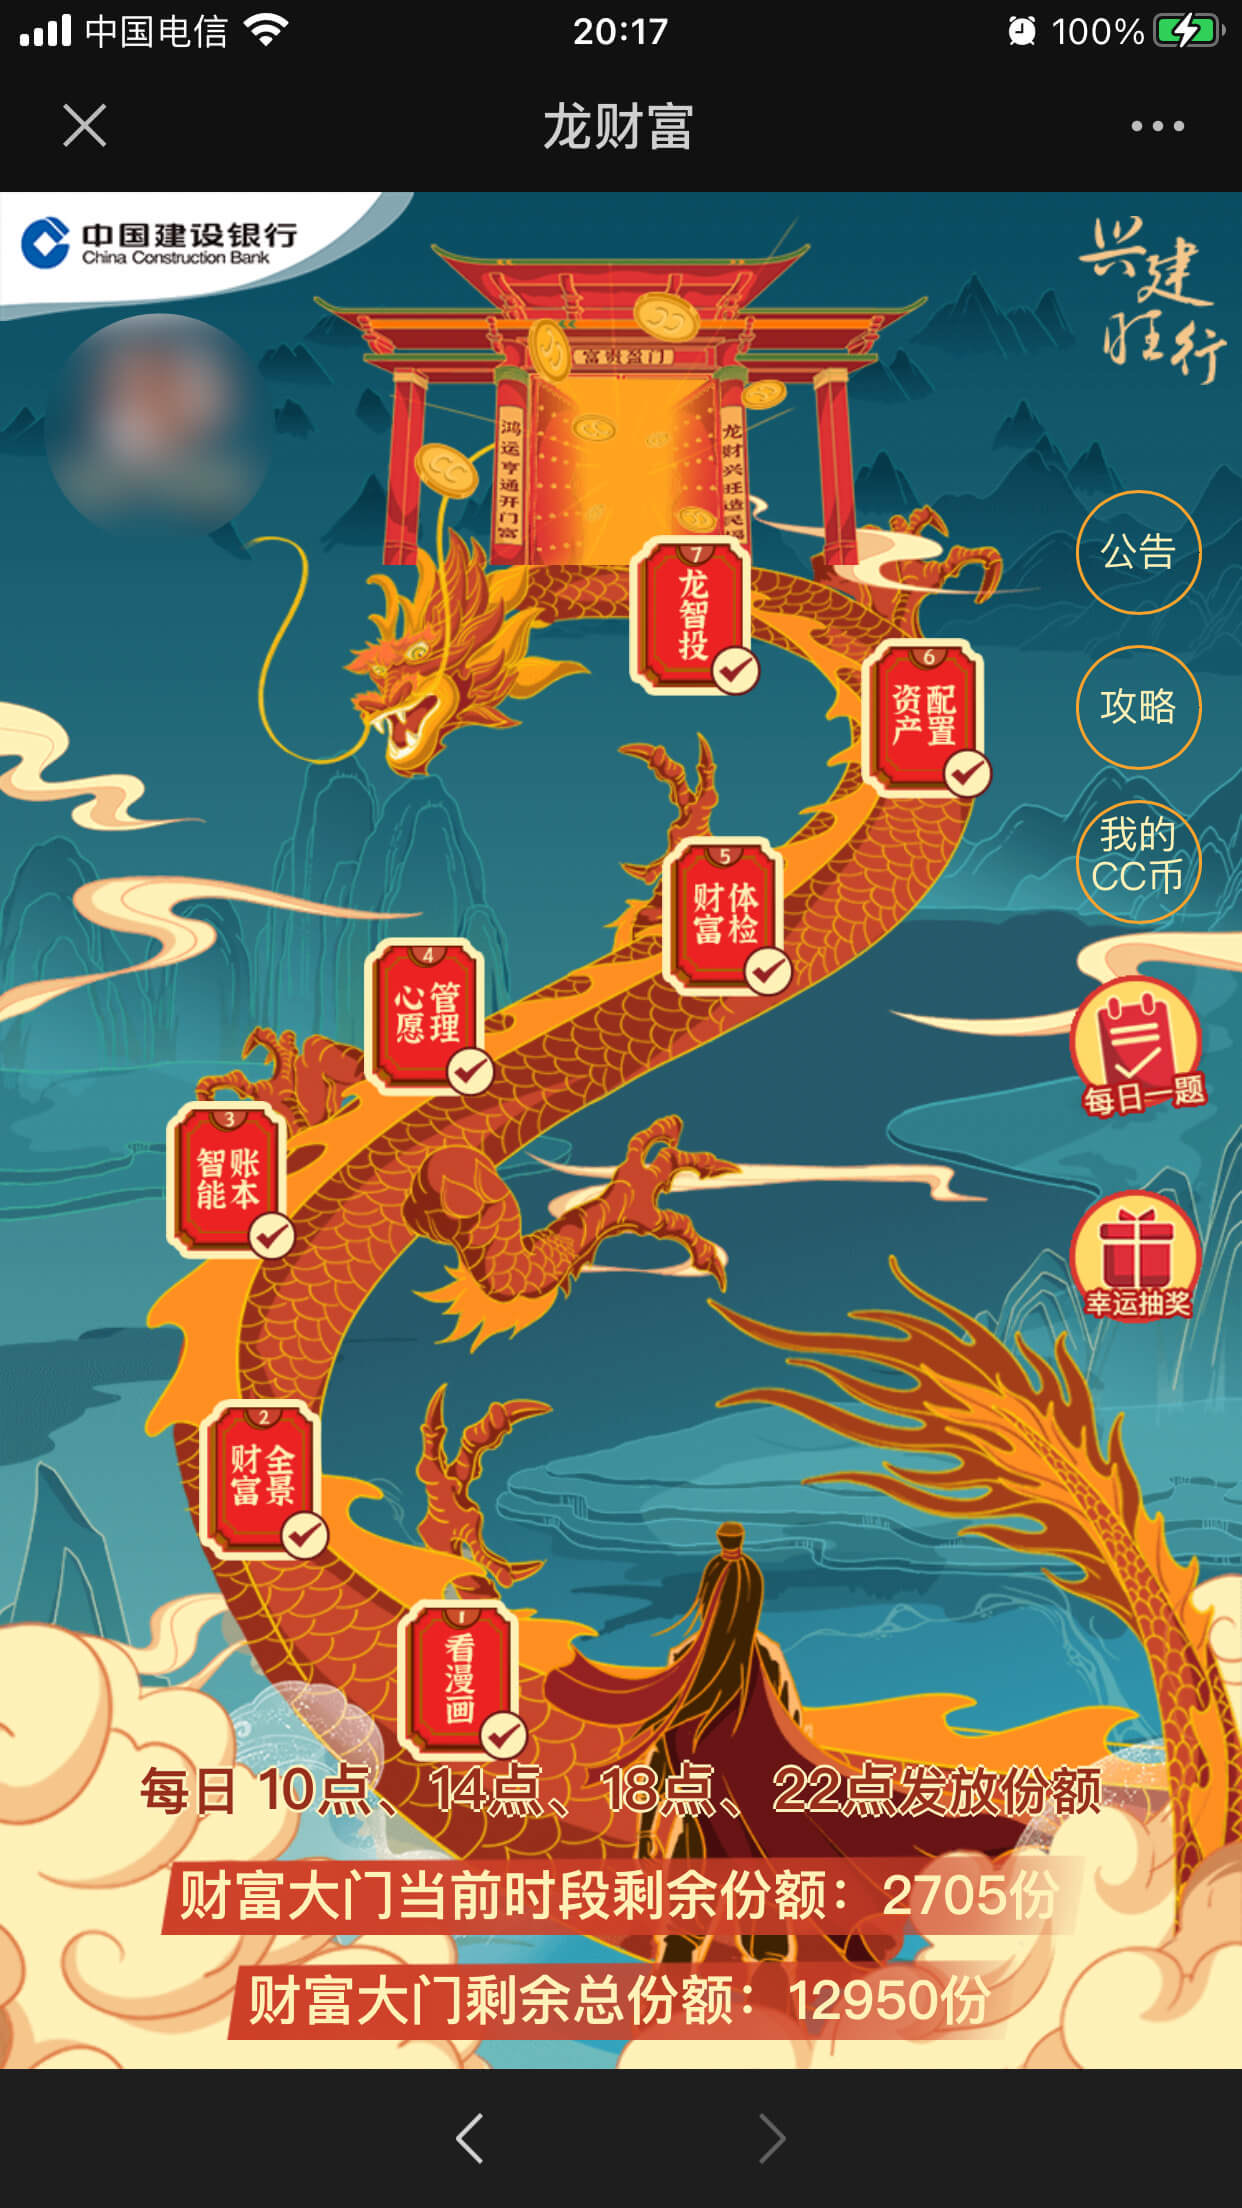 中国电信
20:17
100%
龙财富
中国建设银行
China Construction Bank
兴建
旺行
富贵盈门
鸿运亨通开门富
龙财兴旺造民福
公告
攻略
我的
CC币
每日一题
幸运抽奖
7
龙智投
6
资产配置
5
财富体检
4
心愿管理
3
智能账本
2
财富全景
1
看漫画
每日 10点、14点、18点、22点发放份额
财富大门当前时段剩余份额：2705份
财富大门剩余总份额：12950份